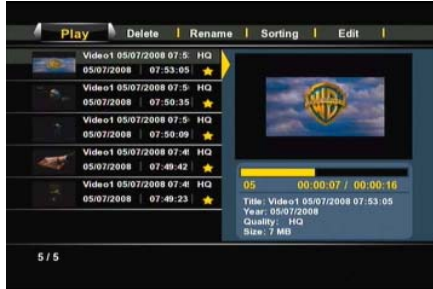 Play Delete Rename Sorting Edit
Video1 05/07/2008 07:5 HQ
05/07/2008 07:53:05
Video1 05/07/2008 07:5 HQ
05/07/2008 07:50:35
Video1 05/07/2008 07:5 HQ
05/07/2008 07:50:09
Video1 05/07/2008 07:4 HQ
05/07/2008 07:49:42
Video1 05/07/2008 07:4 HQ
05/07/2008 07:49:23
05 00:00:07 / 00:00:16
Title: Video1 05/07/2008 07:53:05
Year: 05/07/2008
Quality: HQ
Size: 7 MB
5 / 5